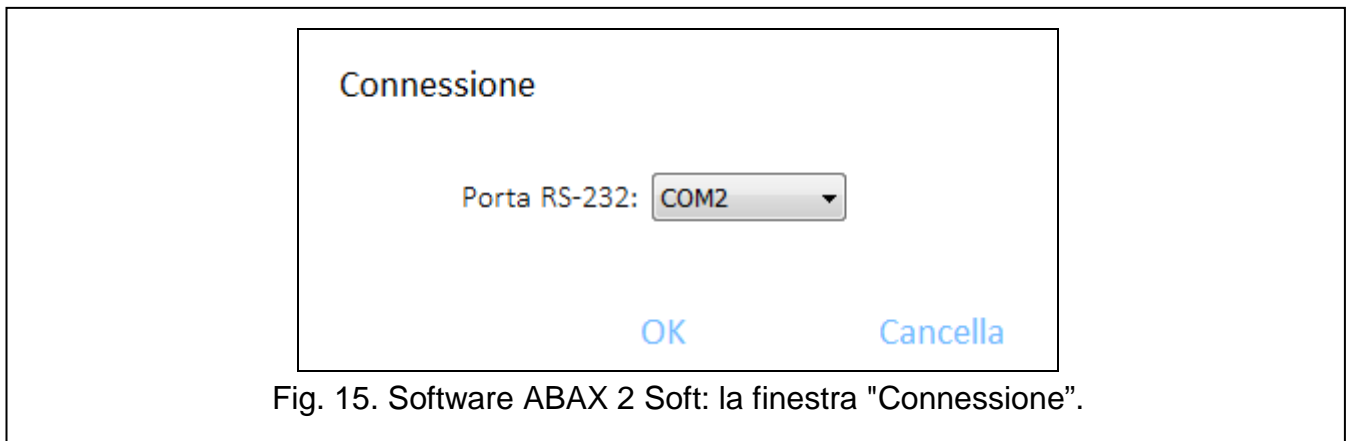 Connessione
Porta RS-232: COM2
OK Cancella
Fig. 15. Software ABAX 2 Soft: la finestra "Connessione”.